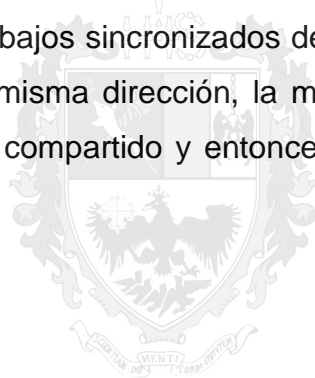 bajos sincronizados de
misma dirección, la m
compartido y entonce